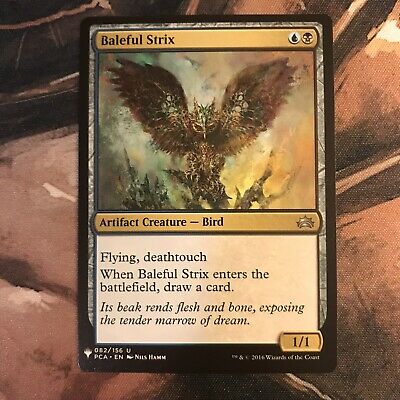 Baleful Strix
Artifact Creature — Bird
Flying, deathtouch
When Baleful Strix enters the
battlefield, draw a card.
Its beak rends flesh and bone, exposing
the tender marrow of dream.
1/1
082/156 U
PCA • EN Nils Hamm
™ & © 2016 Wizards of the Coast